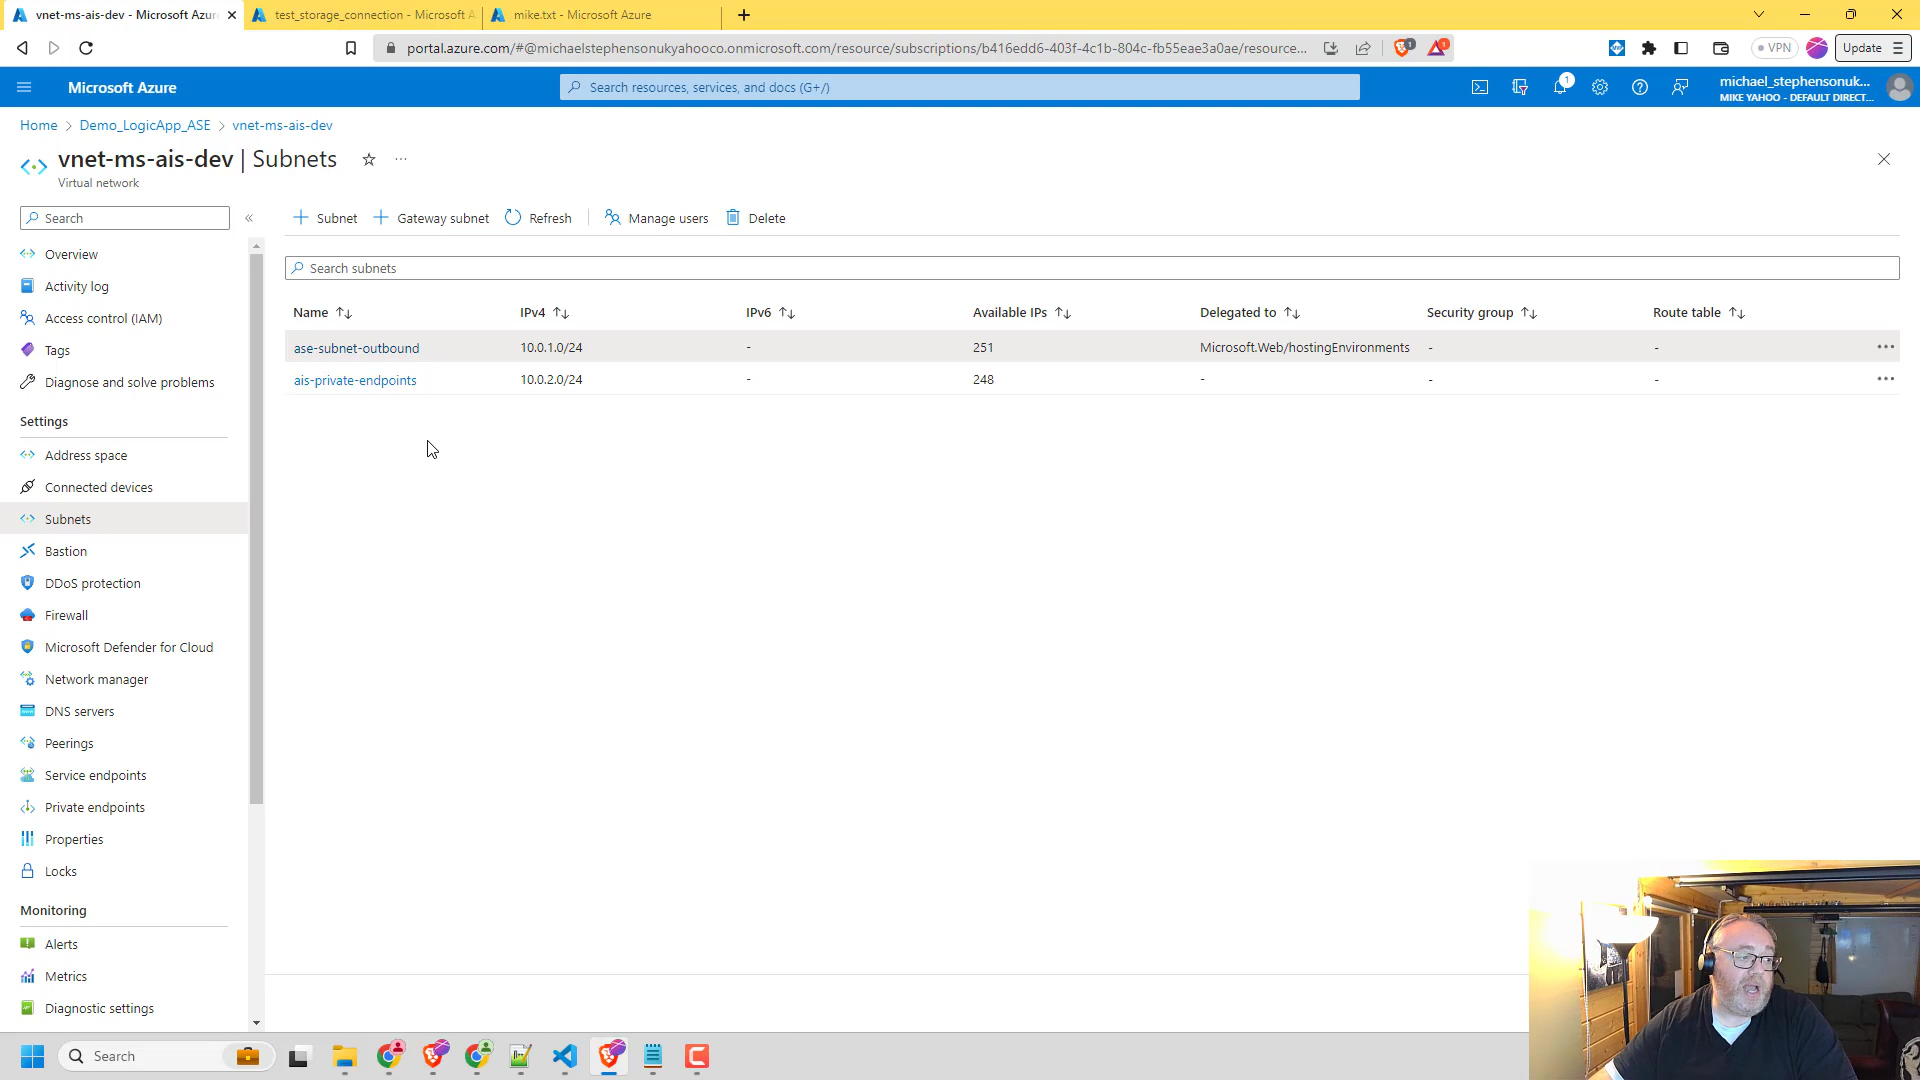 vnet-ms-ais-dev - Microsoft Azur
test_storage_connection - Microsoft A
mike.txt - Microsoft Azure
portal.azure.com/#@michaelstephensonukyahooco.onmicrosoft.com/resource/subscriptions/b416edd6-403f-4c1b-804c-fb55eae3a0ae/resource...
1
1
VPN
Update
Microsoft Azure
Search resources, services, and docs (G+/)
1
michael_stephensonuk...
MIKE YAHOO - DEFAULT DIRECT...
Home > Demo_LogicApp_ASE > vnet-ms-ais-dev
vnet-ms-ais-dev | Subnets
Virtual network
Search
Subnet
Gateway subnet
Refresh
Manage users
Delete
Search subnets
Name IPv4 IPv6 Available IPs Delegated to Security group Route table
ase-subnet-outbound 10.0.1.0/24 - 251 Microsoft.Web/hostingEnvironments - -
ais-private-endpoints 10.0.2.0/24 - 248 - - -
Overview
Activity log
Access control (IAM)
Tags
Diagnose and solve problems
Settings
Address space
Connected devices
Subnets
Bastion
DDoS protection
Firewall
Microsoft Defender for Cloud
Network manager
DNS servers
Peerings
Service endpoints
Private endpoints
Properties
Locks
Monitoring
Alerts
Metrics
Diagnostic settings
Search